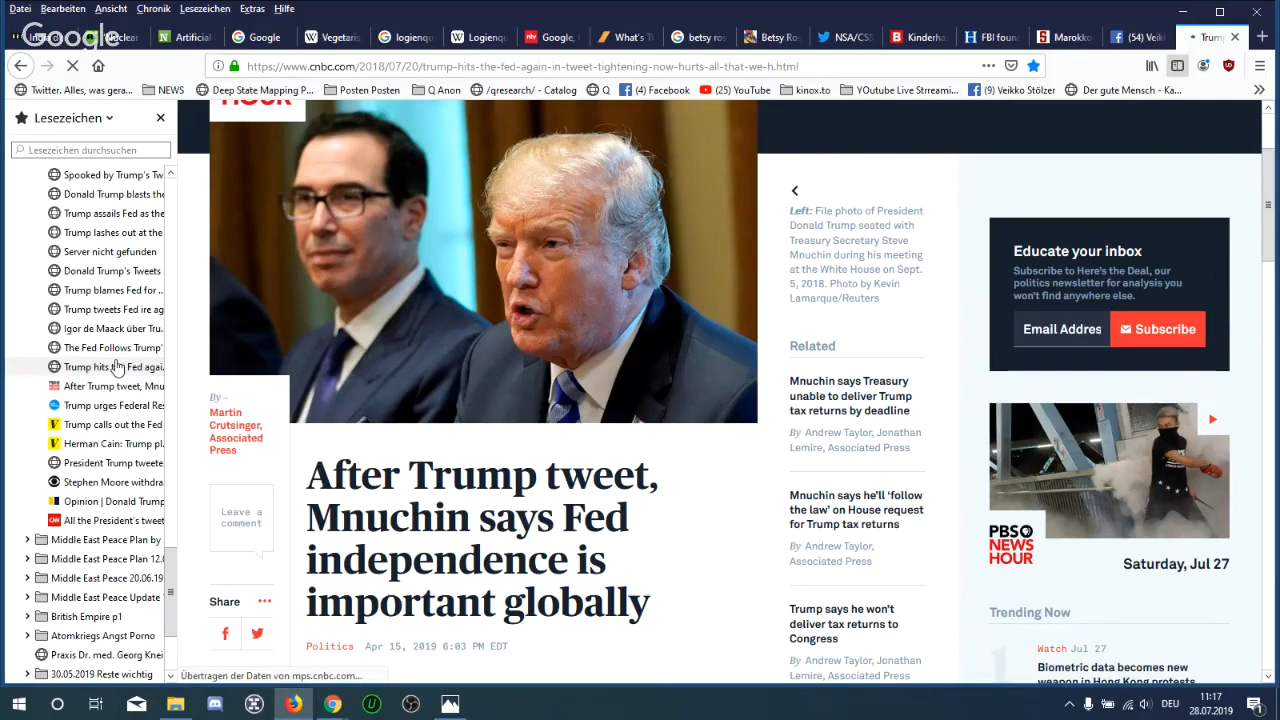 Datei Bearbeiten Ansicht Chronik Lesezeichen Extras Hilfe
Google
Artificial
Google
Vegetaris
logienqu
Logienqu
Google, I
What's Ti
betsy ros
Betsy Ros
NSA/CSS
Kinderha
FBI foun
Marokko
(54) Veikk
Trump
https://www.cnbc.com/2018/07/20/trump-hits-the-fed-again-in-tweet-tightening-now-hurts-all-that-we-h.html
Twitter. Alles, was gera...
NEWS
Deep State Mapping P...
Posten Posten
Q Anon
/qresearch/ - Catalog
Q
(4) Facebook
(25) YouTube
kinox.to
YOutube Live Strreami...
(9) Veikko Stölzer
Der gute Mensch - Ka...
Lesezeichen
Lesezeichen durchsuchen
Spooked by Trump's Tw
Donald Trump blasts the
Trump assails Fed as the
Trump lashes out at the
Server nicht gefunden
Donald Trump's Tweets
Trump blames Fed for ..
Trump tweets Fed ire ag
Igor de Maack über Tru.
The Fed Follows Trump'
Trump hits Fed agai.
After Trump tweet, Mnu
Trump urges Federal Res
Trump calls out the Fed
Herman Cain: Trump pl.
President Trump tweete
Stephen Moore withdra
Opinion | Donald Trump
All the President's tweet
Middle East Peace Plan by
Middle East Peace Plan 12.0
Middle East Peace 20.06.19
Middle East Peace Update
British Empire p1
Atomkriegs Angst Porno
Praxis Dr. med. Georg Knei
30.05.2019 Reste wichtig
HOUR
Left: File photo of President
Donald Trump seated with
Treasury Secretary Steve
Mnuchin during his meeting
at the White House on Sept.
5, 2018. Photo by Kevin
Lamarque/Reuters
Related
Mnuchin says Treasury
unable to deliver Trump
tax returns by deadline
By Andrew Taylor, Jonathan
Lemire, Associated Press
Mnuchin says he'll 'follow
the law' on House request
for Trump tax returns
By Andrew Taylor,
Associated Press
Trump says he won't
deliver tax returns to
Congress
By Andrew Taylor, Jonathan
Lemire, Associated Press
By –
Martin
Crutsinger,
Associated
Press
Leave a
comment
Share
After Trump tweet,
Mnuchin says Fed
independence is
important globally
Politics Apr 15, 2019 6:03 PM EDT
Educate your inbox
Subscribe to Here's the Deal, our
politics newsletter for analysis you
won't find anywhere else.
Email Addres
Subscribe
PBS
NEWS
HOUR
Saturday, Jul 27
Trending Now
1
Watch Jul 27
Biometric data becomes new
weapon in Hong Kong protests
Übertragen der Daten von mps.cnbc.com...
DEU
11:17
28.07.2019